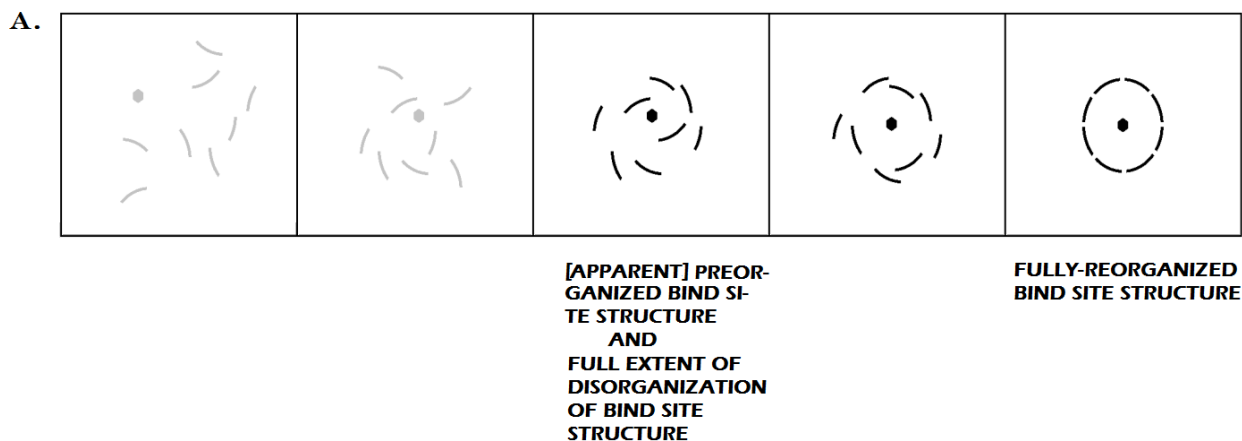 A.
[APPARENT] PREOR-
GANIZED BIND SI-
TE STRUCTURE
AND
FULL EXTENT OF
DISORGANIZATION
OF BIND SITE
STRUCTURE
FULLY-REORGANIZED
BIND SITE STRUCTURE